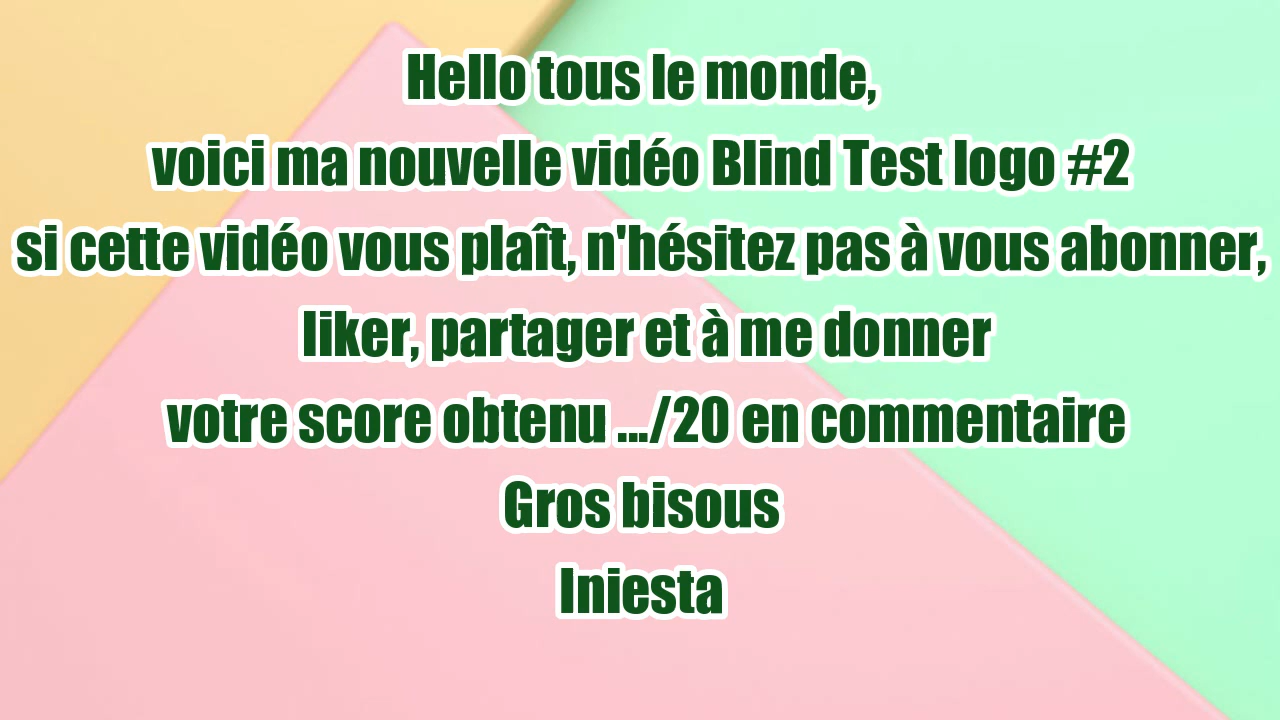 Hello tous le monde,
voici ma nouvelle vidéo Blind Test logo #2
si cette vidéo vous plaît, n'hésitez pas à vous abonner,
liker, partager et à me donner
votre score obtenu .../20 en commentaire
Gros bisous
Iniesta